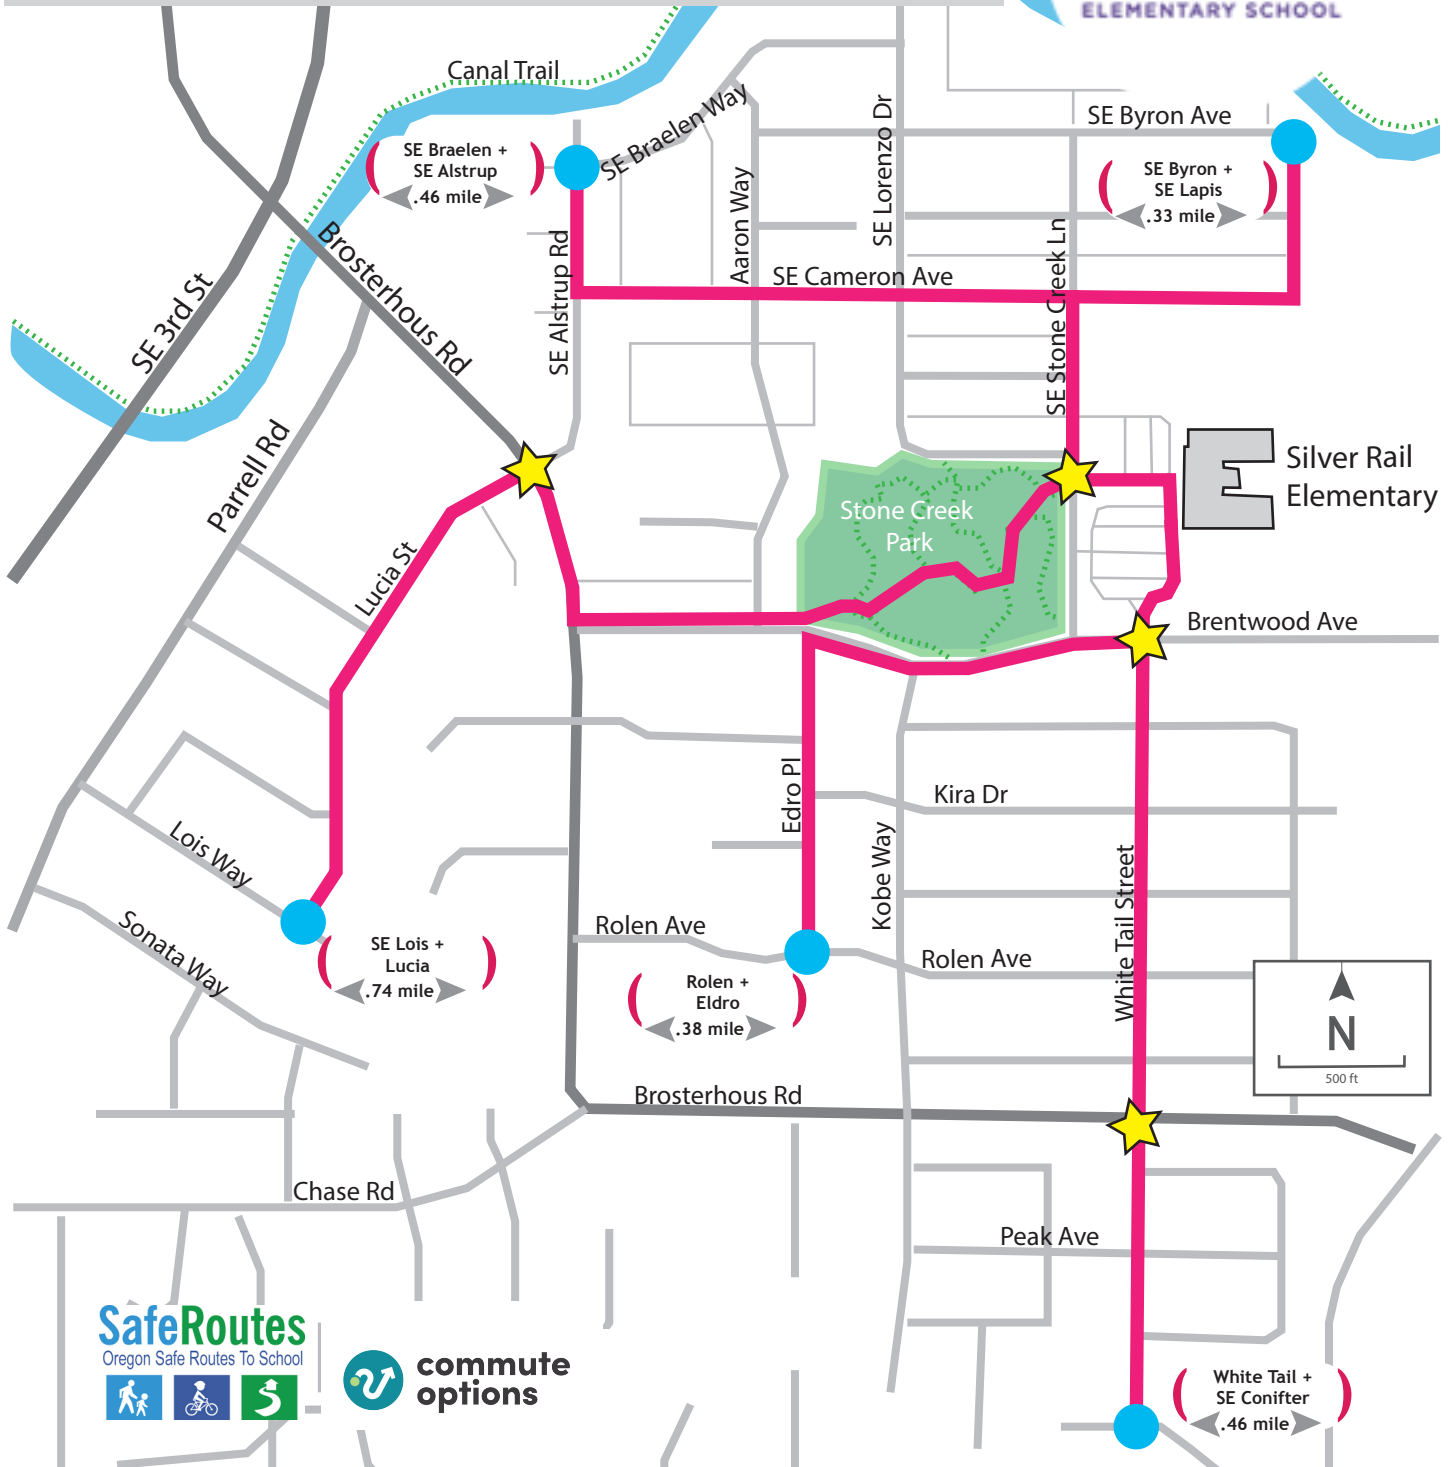 ELEMENTARY SCHOOL
Canal Trail
SE Braelen Way
SE Lorenzo Dr
SE Byron Ave
SE Braelen +
SE Alstrup
.46 mile
SE Byron +
SE Lapis
.33 mile
Aaron Way
SE Alstrup Rd
SE Cameron Ave
SE Stone Creek Ln
Brosterhous Rd
SE 3rd St
Parrell Rd
Silver Rail
Elementary
Stone Creek
Park
Lucia St
Brentwood Ave
Edro Pl
Kira Dr
Kobe Way
White Tail Street
Lois Way
Sonata Way
SE Lois +
Lucia
.74 mile
Rolen Ave
Rolen Ave
Rolen +
Eldro
.38 mile
N
500 ft
Brosterhous Rd
Chase Rd
Peak Ave
SafeRoutes
Oregon Safe Routes To School
commute
options
White Tail +
SE Conifter
.46 mile